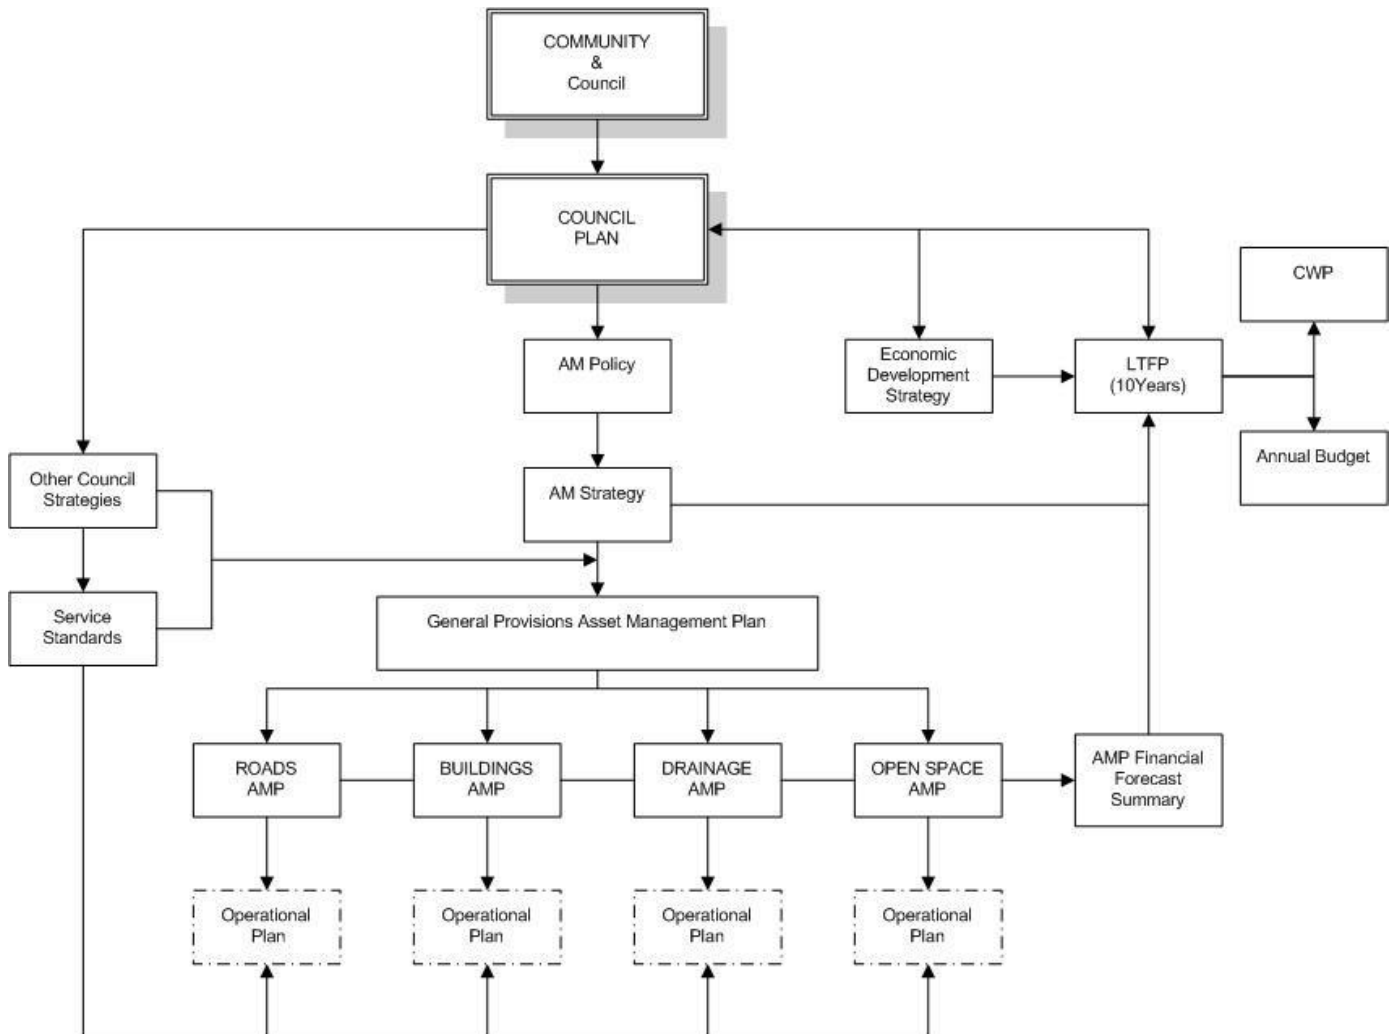 COMMUNITY
&
Council
COUNCIL
PLAN
CWP
AM Policy
Economic
Development
Strategy
LTFP
(10Years)
Annual Budget
Other Council
Strategies
AM Strategy
Service
Standards
General Provisions Asset Management Plan
ROADS
AMP
BUILDINGS
AMP
DRAINAGE
AMP
OPEN SPACE
AMP
AMP Financial
Forecast
Summary
Operational
Plan
Operational
Plan
Operational
Plan
Operational
Plan